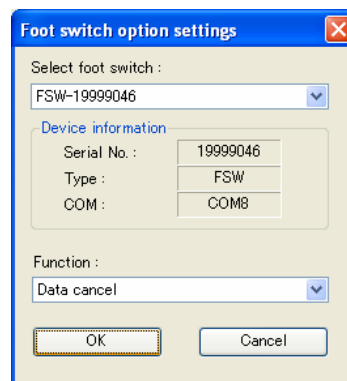 Foot switch option settings
Select foot switch :
FSW-19999046
Device information
Serial No. : 19999046
Type : FSW
COM : COM8
Function :
Data cancel
OK Cancel